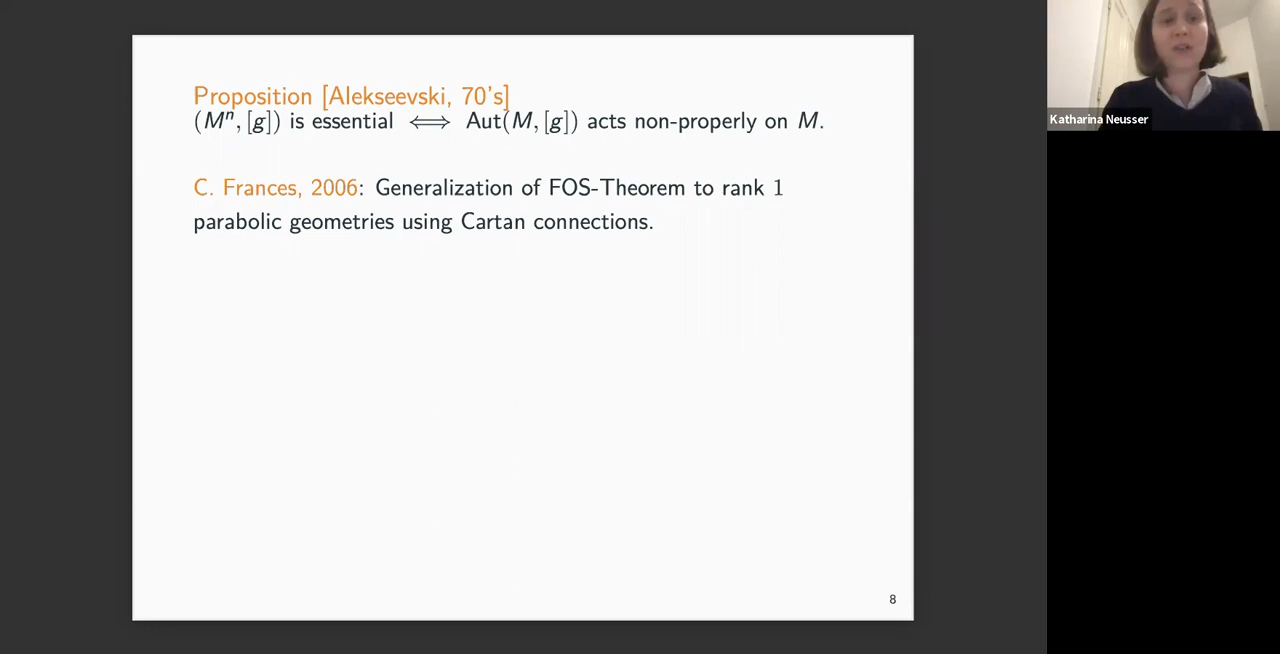 Proposition [Alekseevski, 70's]
(Mⁿ, [g]) is essential ⟺ Aut(M, [g]) acts non-properly on M.
C. Frances, 2006: Generalization of FOS-Theorem to rank 1
parabolic geometries using Cartan connections.
8
Katharina Neusser